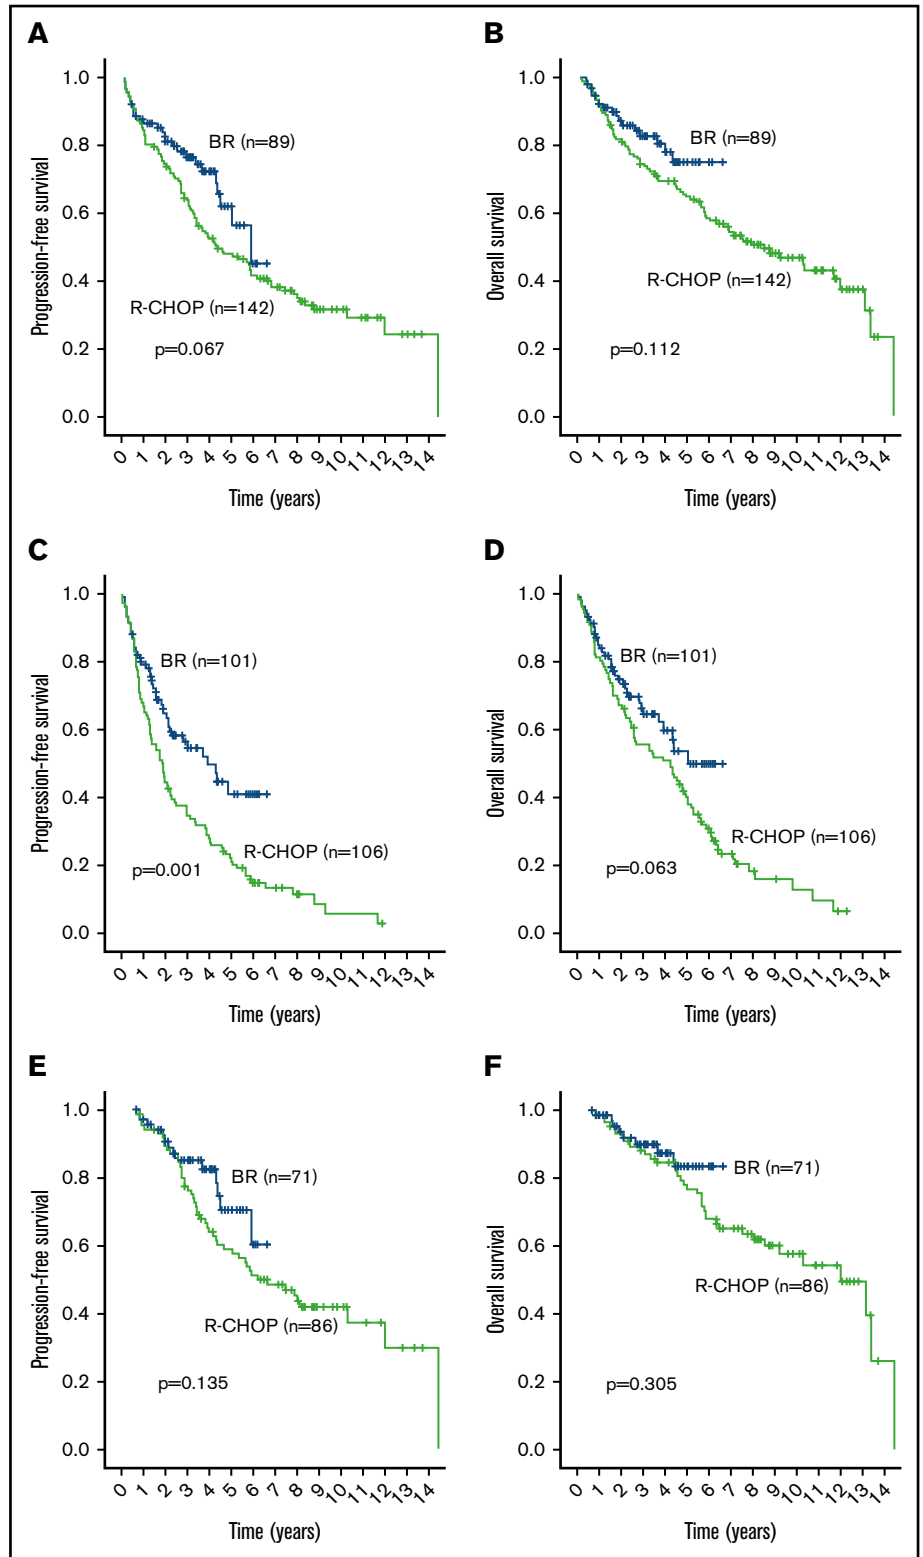 A
Progression-free survival
1.0
0.8
0.6
0.4
0.2
0.0
BR (n=89)
R-CHOP (n=142)
p=0.067
0 1 2 3 4 5 6 7 8 9 10 11 12 13 14
Time (years)
B
Overall survival
1.0
0.8
0.6
0.4
0.2
0.0
BR (n=89)
R-CHOP (n=142)
p=0.112
0 1 2 3 4 5 6 7 8 9 10 11 12 13 14
Time (years)
C
Progression-free survival
1.0
0.8
0.6
0.4
0.2
0.0
BR (n=101)
R-CHOP (n=106)
p=0.001
0 1 2 3 4 5 6 7 8 9 10 11 12 13 14
Time (years)
D
Overall survival
1.0
0.8
0.6
0.4
0.2
0.0
BR (n=101)
R-CHOP (n=106)
p=0.063
0 1 2 3 4 5 6 7 8 9 10 11 12 13 14
Time (years)
E
Progression-free survival
1.0
0.8
0.6
0.4
0.2
0.0
BR (n=71)
R-CHOP (n=86)
p=0.135
0 1 2 3 4 5 6 7 8 9 10 11 12 13 14
Time (years)
F
Overall survival
1.0
0.8
0.6
0.4
0.2
0.0
BR (n=71)
R-CHOP (n=86)
p=0.305
0 1 2 3 4 5 6 7 8 9 10 11 12 13 14
Time (years)